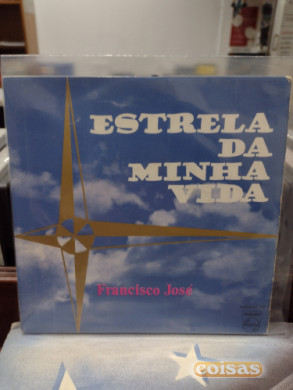 ESTRELA
DA
MINHA
VIDA
Francisco José
coisas